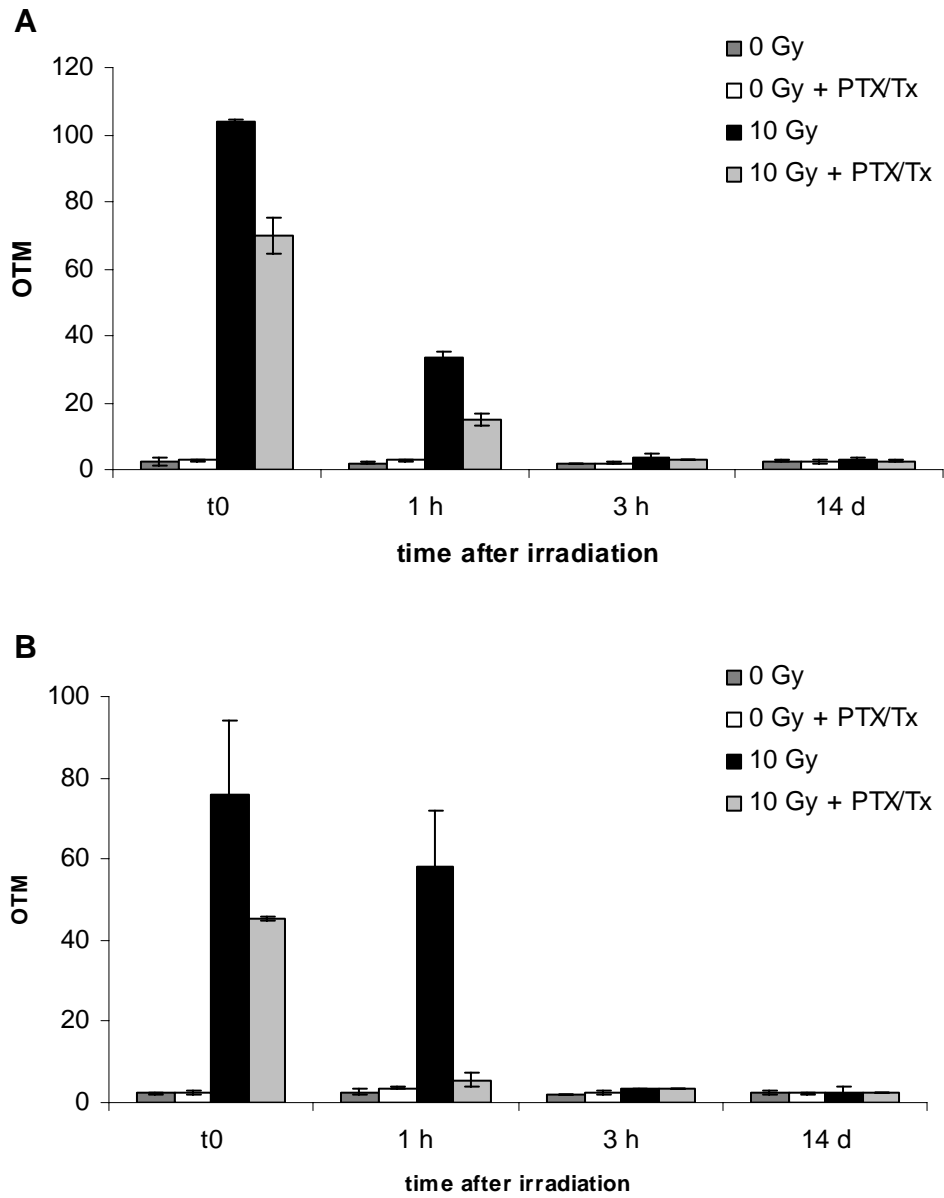 A
0 Gy
0 Gy + PTX/Tx
10 Gy
10 Gy + PTX/Tx
120
100
80
60
40
20
0
OTM
t0 1 h 3 h 14 d
time after irradiation
B
0 Gy
0 Gy + PTX/Tx
10 Gy
10 Gy + PTX/Tx
100
80
60
40
20
0
OTM
t0 1 h 3 h 14 d
time after irradiation